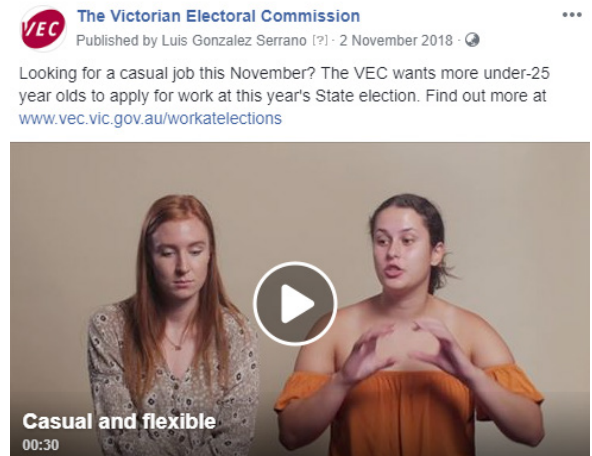 VEC
The Victorian Electoral Commission
Published by Luis Gonzalez Serrano [?] · 2 November 2018 ·
Looking for a casual job this November? The VEC wants more under-25
year olds to apply for work at this year's State election. Find out more at
www.vec.vic.gov.au/workatelections
Casual and flexible
00:30